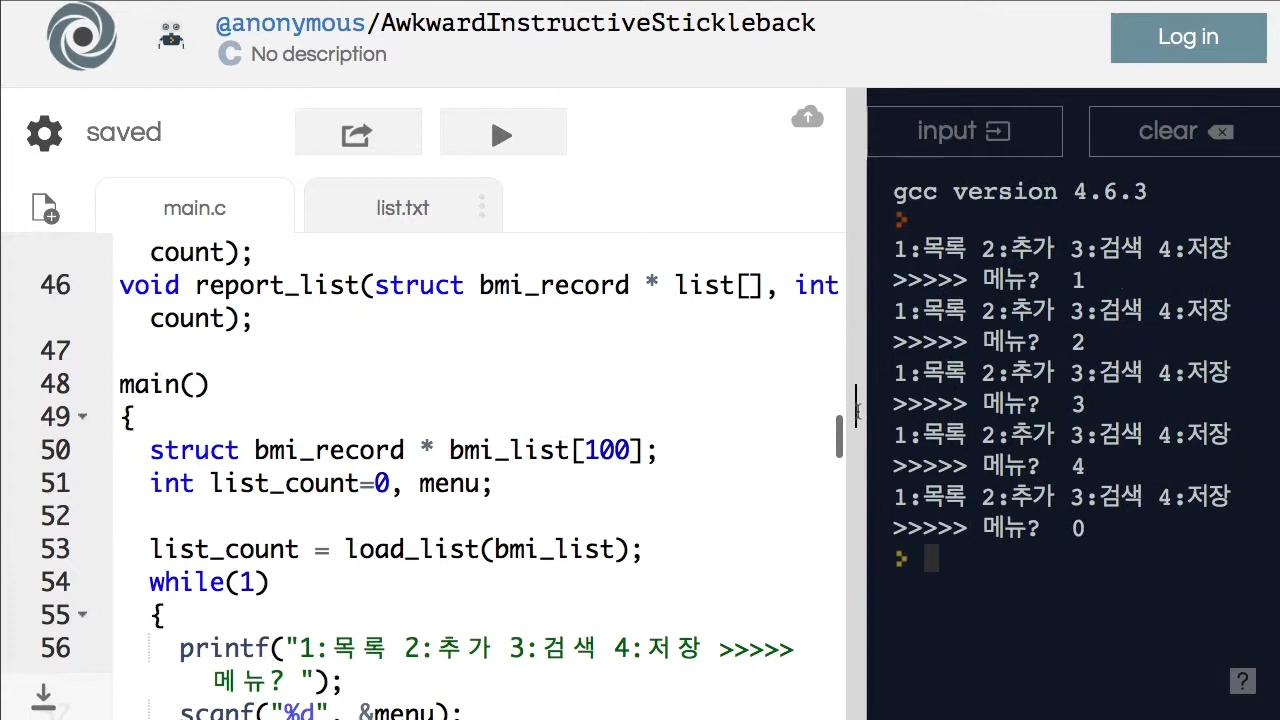 @anonymous/AwkwardInstructiveStickleback
C No description
Log in
saved
input
clear
main.c
list.txt
count);
46 void report_list(struct bmi_record * list[], int
count);
47
48 main()
49 {
50 struct bmi_record * bmi_list[100];
51 int list_count=0, menu;
52
53 list_count = load_list(bmi_list);
54 while(1)
55 {
56 printf("1:목록 2:추가 3:검색 4:저장 >>>>>
메뉴? ");
57 scanf("%d", &menu);
gcc version 4.6.3
1:목록 2:추가 3:검색 4:저장
>>>>> 메뉴? 1
1:목록 2:추가 3:검색 4:저장
>>>>> 메뉴? 2
1:목록 2:추가 3:검색 4:저장
>>>>> 메뉴? 3
1:목록 2:추가 3:검색 4:저장
>>>>> 메뉴? 4
1:목록 2:추가 3:검색 4:저장
>>>>> 메뉴? 0
?